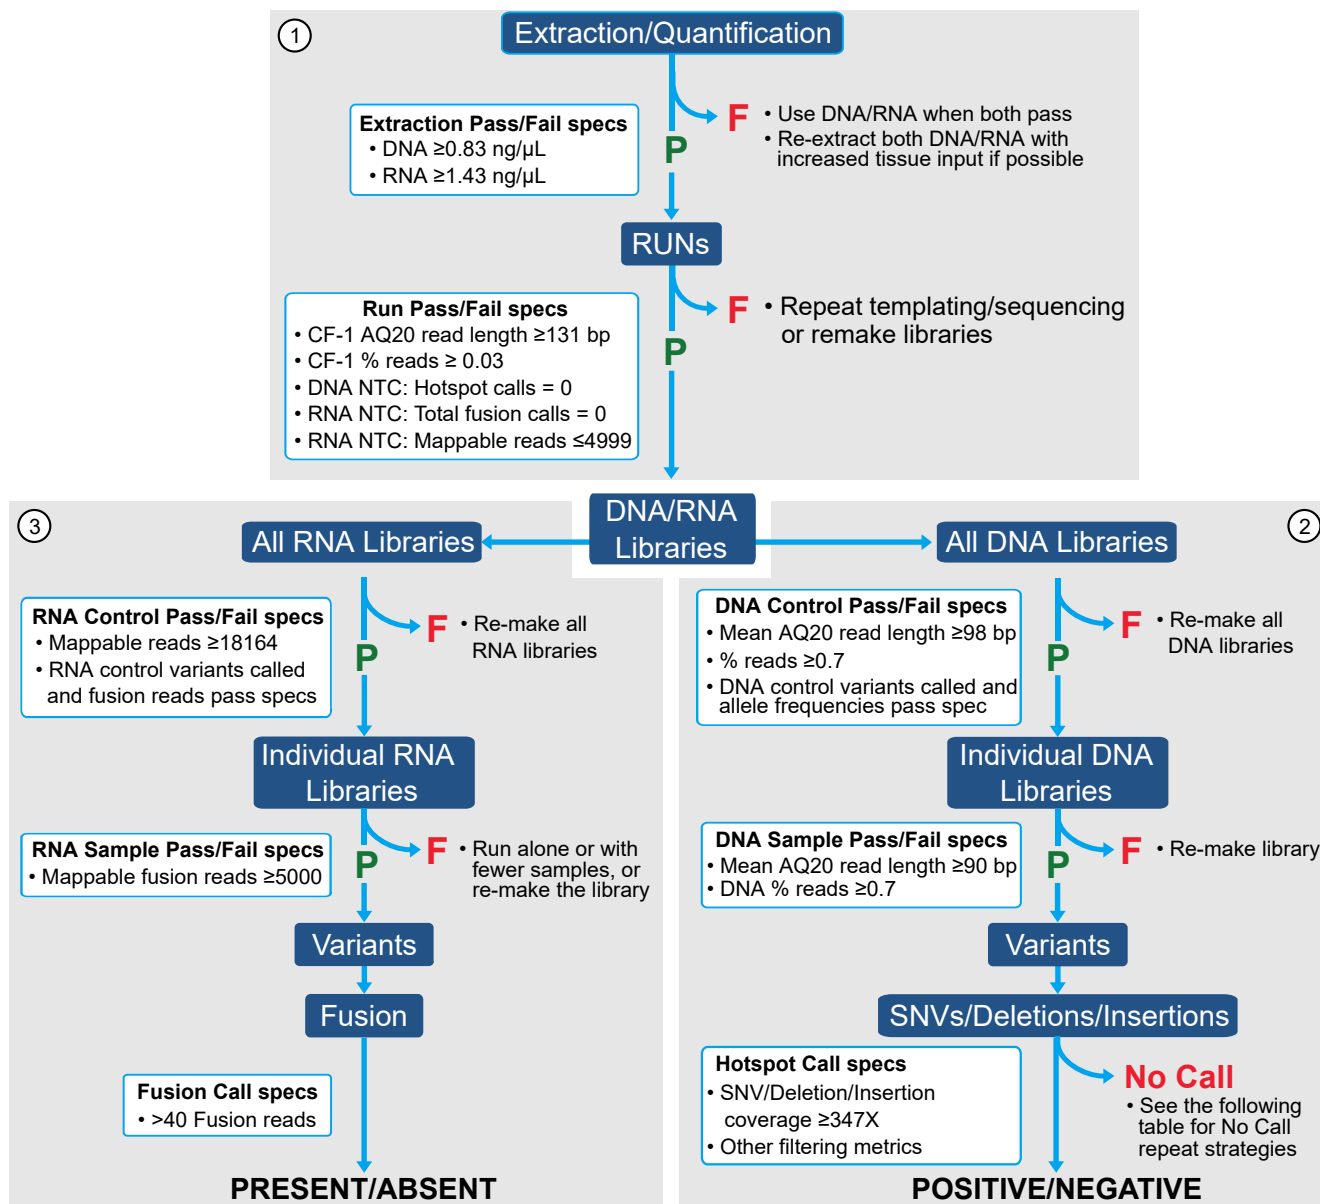 1
Extraction/Quantification
Extraction Pass/Fail specs
• DNA ≥0.83 ng/µL
• RNA ≥1.43 ng/µL
P
F
• Use DNA/RNA when both pass
• Re-extract both DNA/RNA with
increased tissue input if possible
RUNs
Run Pass/Fail specs
• CF-1 AQ20 read length ≥131 bp
• CF-1 % reads ≥ 0.03
• DNA NTC: Hotspot calls = 0
• RNA NTC: Total fusion calls = 0
• RNA NTC: Mappable reads ≤4999
P
F
• Repeat templating/sequencing
or remake libraries
DNA/RNA
Libraries
3
All RNA Libraries
RNA Control Pass/Fail specs
• Mappable reads ≥18164
• RNA control variants called
and fusion reads pass specs
P
F
• Re-make all
RNA libraries
Individual RNA
Libraries
RNA Sample Pass/Fail specs
• Mappable fusion reads ≥5000
P
F
• Run alone or with
fewer samples, or
re-make the library
Variants
Fusion
Fusion Call specs
• >40 Fusion reads
PRESENT/ABSENT
2
All DNA Libraries
DNA Control Pass/Fail specs
• Mean AQ20 read length ≥98 bp
• % reads ≥0.7
• DNA control variants called and
allele frequencies pass spec
P
F
• Re-make all
DNA libraries
Individual DNA
Libraries
DNA Sample Pass/Fail specs
• Mean AQ20 read length ≥90 bp
• DNA % reads ≥0.7
P
F
• Re-make library
Variants
SNVs/Deletions/Insertions
Hotspot Call specs
• SNV/Deletion/Insertion
coverage ≥347X
• Other filtering metrics
No Call
• See the following
table for No Call
repeat strategies
POSITIVE/NEGATIVE